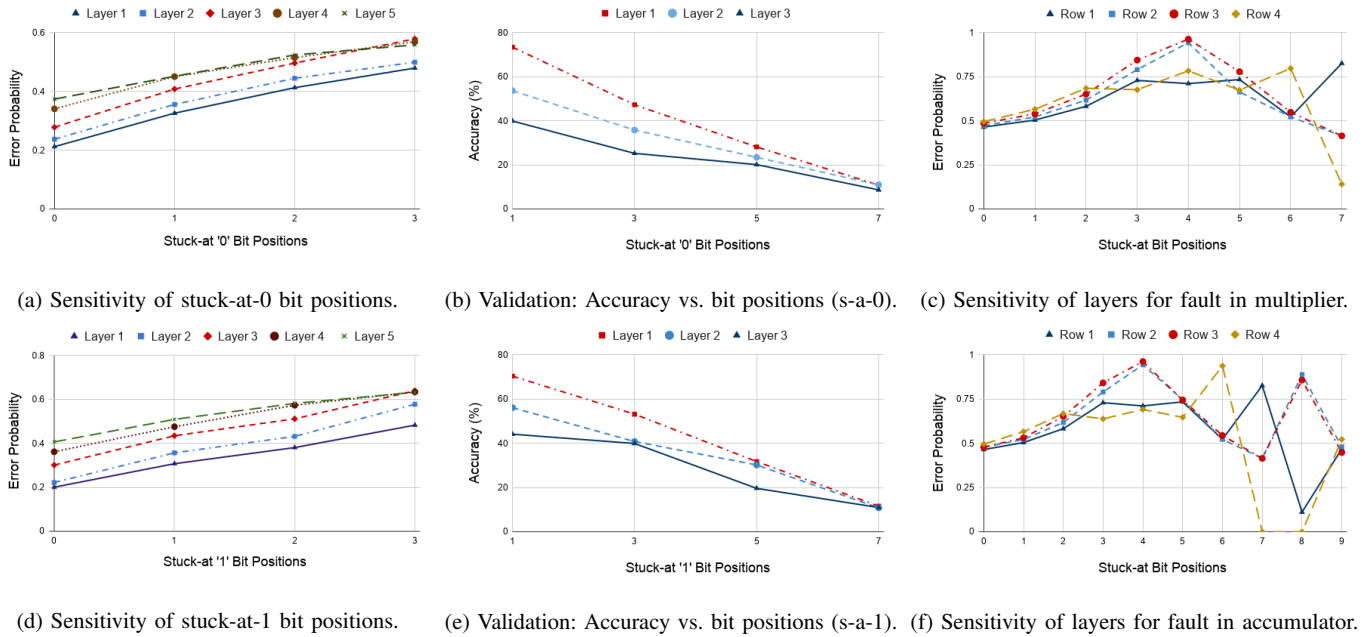 Layer 1 Layer 2 Layer 3 Layer 4 Layer 5
Error Probability
0.6
0.4
0.2
0
0 1 2 3
Stuck-at '0' Bit Positions
(a) Sensitivity of stuck-at-0 bit positions.
Layer 1 Layer 2 Layer 3
Accuracy (%)
80
60
40
20
0
1 3 5 7
Stuck-at '0' Bit Positions
(b) Validation: Accuracy vs. bit positions (s-a-0).
Row 1 Row 2 Row 3 Row 4
Error Probability
1
0.75
0.5
0.25
0
0 1 2 3 4 5 6 7
Stuck-at Bit Positions
(c) Sensitivity of layers for fault in multiplier.
Layer 1 Layer 2 Layer 3 Layer 4 Layer 5
Error Probability
0.8
0.6
0.4
0.2
0
0 1 2 3
Stuck-at '1' Bit Positions
(d) Sensitivity of stuck-at-1 bit positions.
Layer 1 Layer 2 Layer 3
Accuracy (%)
80
60
40
20
0
1 3 5 7
Stuck-at '1' Bit Positions
(e) Validation: Accuracy vs. bit positions (s-a-1).
Row 1 Row 2 Row 3 Row 4
Error Probability
1
0.75
0.5
0.25
0
0 1 2 3 4 5 6 7 8 9
Stuck-at Bit Positions
(f) Sensitivity of layers for fault in accumulator.